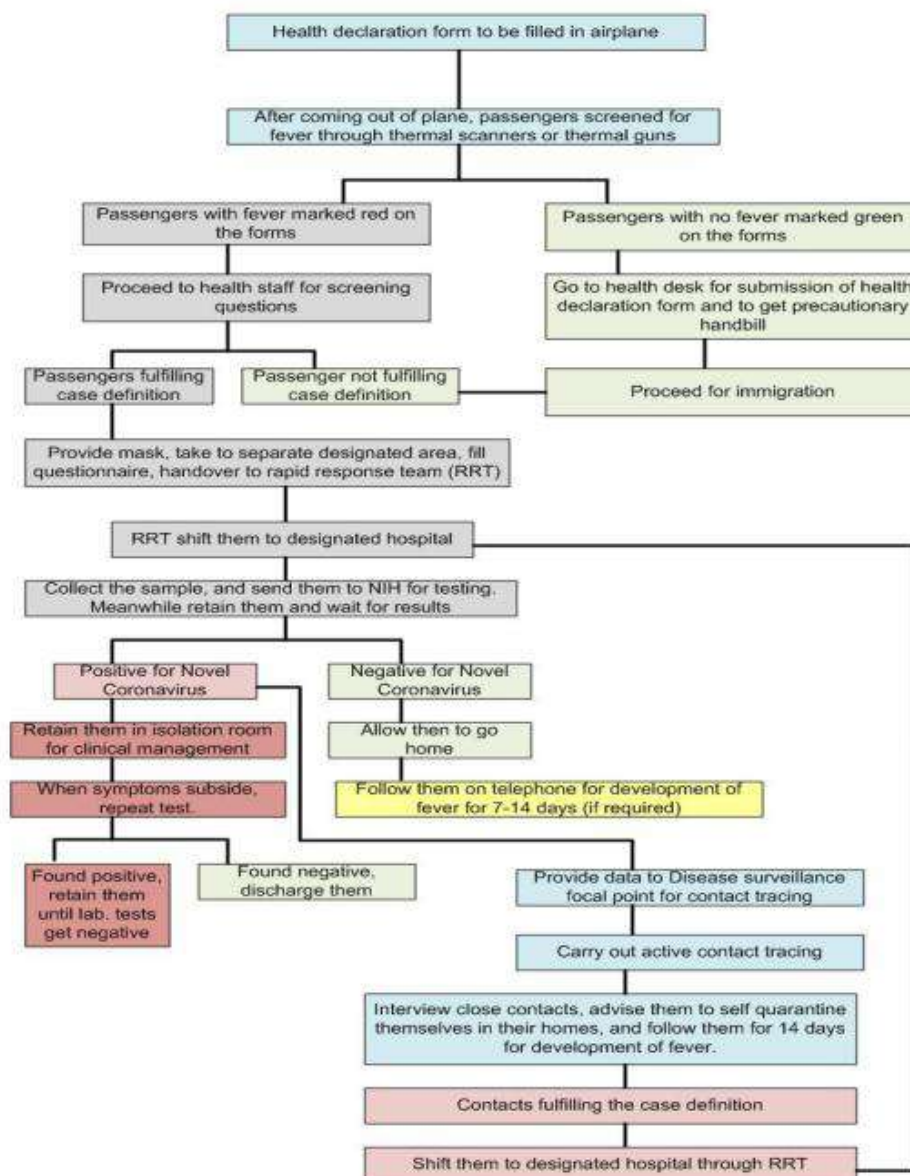 Health declaration form to be filled in airplane
After coming out of plane, passengers screened for
fever through thermal scanners or thermal guns
Passengers with fever marked red on
the forms
Passengers with no fever marked green
on the forms
Proceed to health staff for screening
questions
Go to health desk for submission of health
declaration form and to get precautionary
handbill
Passengers fulfilling
case definition
Passenger not fulfilling
case definition
Proceed for immigration
Provide mask, take to separate designated area, fill
questionnaire, handover to rapid response team (RRT)
RRT shift them to designated hospital
Collect the sample, and send them to NIH for testing.
Meanwhile retain them and wait for results
Positive for Novel
Coronavirus
Negative for Novel
Coronavirus
Retain them in isolation room
for clinical management
Allow then to go
home
When symptoms subside,
repeat test.
Follow them on telephone for development of
fever for 7-14 days (if required)
Found positive,
retain them
until lab. tests
get negative
Found negative,
discharge them
Provide data to Disease surveillance
focal point for contact tracing
Carry out active contact tracing
Interview close contacts, advise them to self quarantine
themselves in their homes, and follow them for 14 days
for development of fever.
Contacts fulfilling the case definition
Shift them to designated hospital through RRT